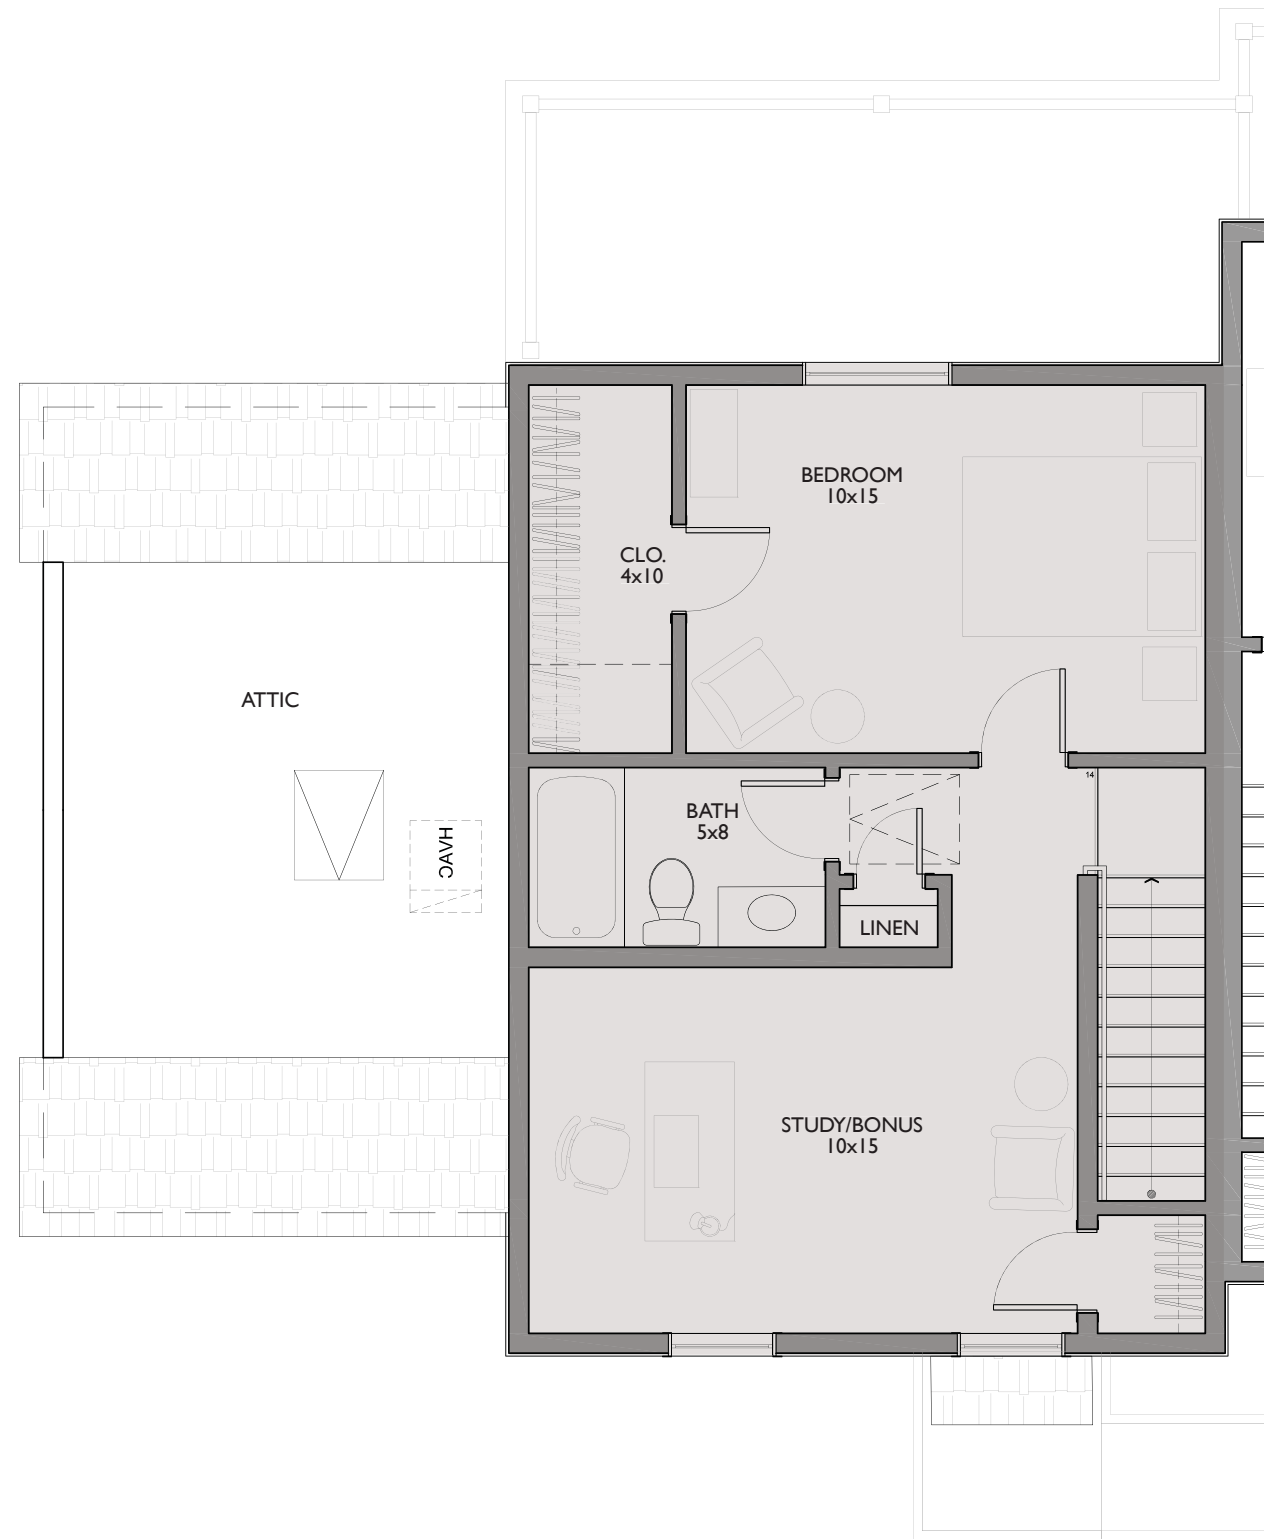 BEDROOM
10x15
CLO.
4x10
ATTIC
14
BATH
5x8
HVAC
LINEN
STUDY/BONUS
10x15